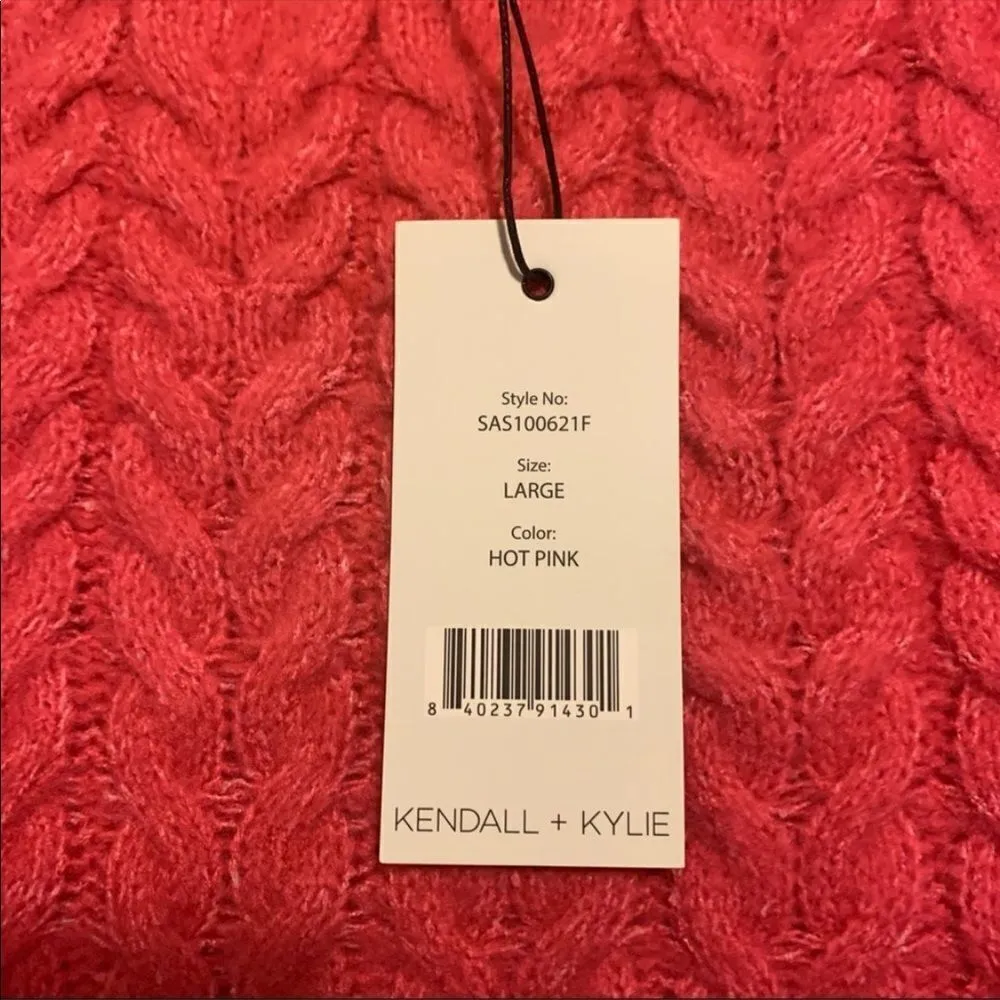 Style No:
SAS100621F
Size:
LARGE
Color:
HOT PINK
8 40237 91430 1
KENDALL + KYLIE